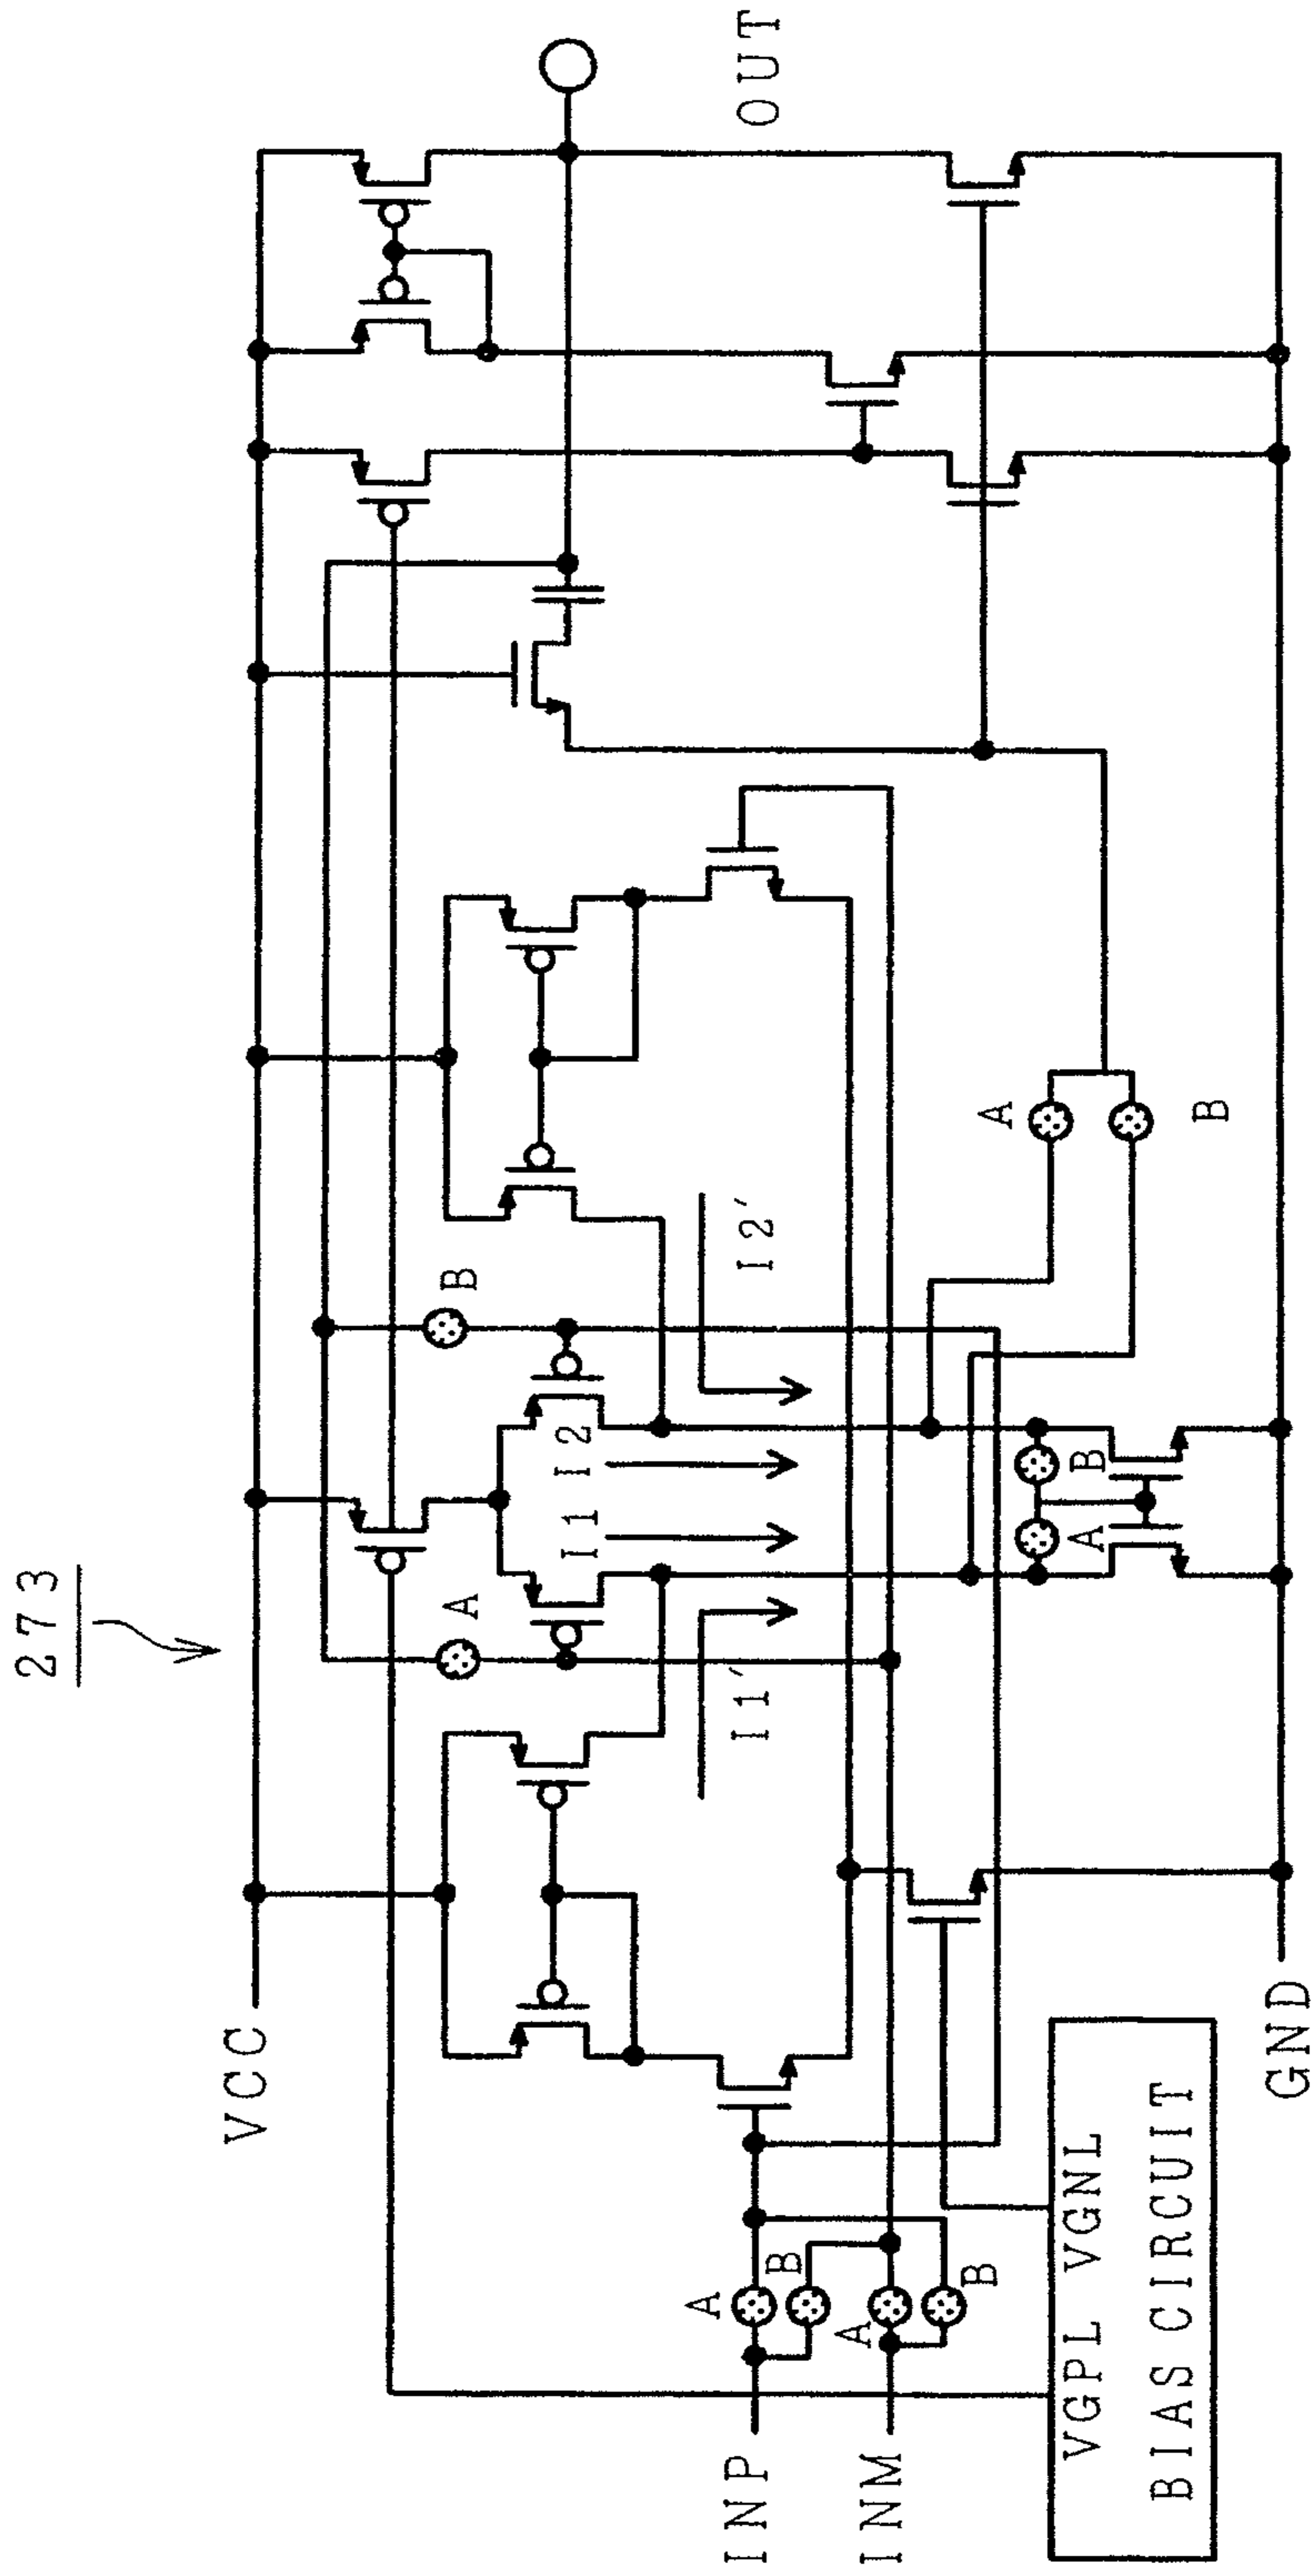 273
VCC
OUT
A
B
I1
I2
I1'
I2'
A
B
A
B
INP
A
B
INM
A
B
VGPL VGNL
BIAS CIRCUIT
GND